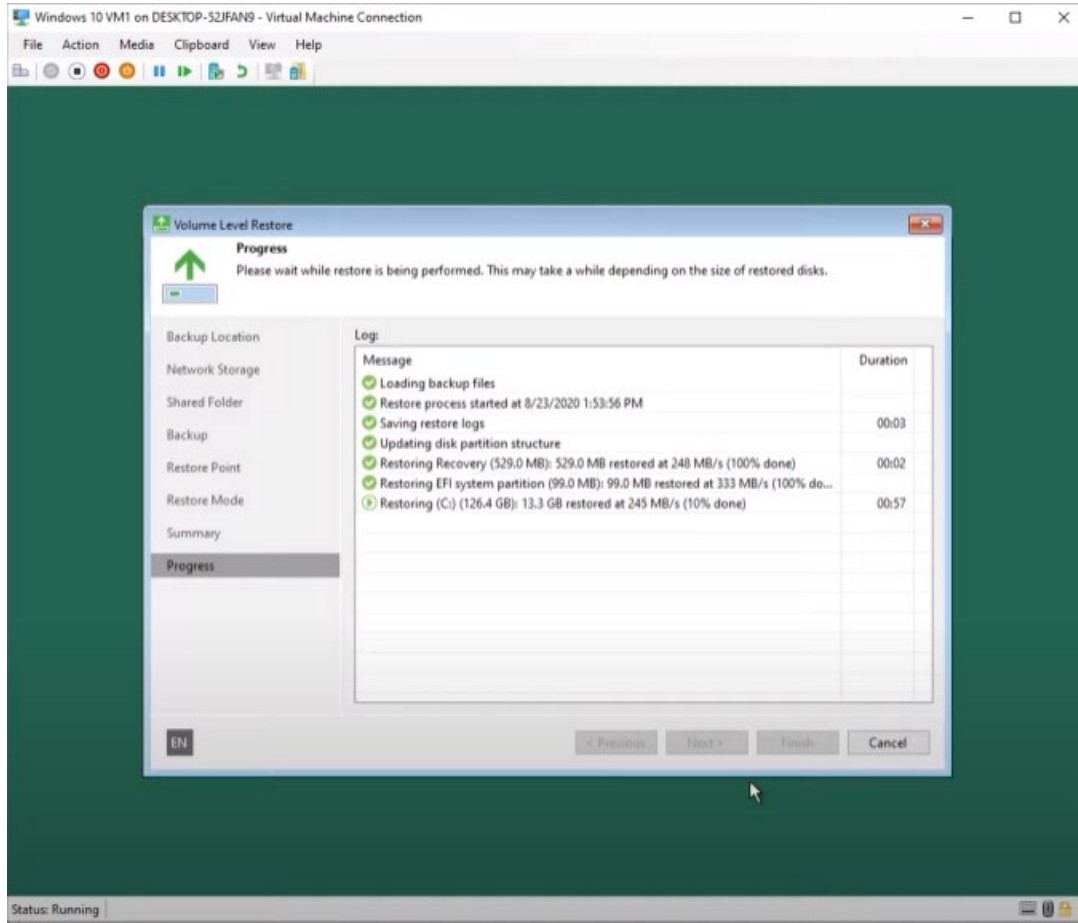 Windows 10 VM1 on DESKTOP-52JFAN9 - Virtual Machine Connection
File Action Media Clipboard View Help
Volume Level Restore
Progress
Please wait while restore is being performed. This may take a while depending on the size of restored disks.
Backup Location
Network Storage
Shared Folder
Backup
Restore Point
Restore Mode
Summary
Progress
Log:
Message Duration
Loading backup files
Restore process started at 8/23/2020 1:53:56 PM
Saving restore logs 00:03
Updating disk partition structure
Restoring Recovery (529.0 MB): 529.0 MB restored at 248 MB/s (100% done) 00:02
Restoring EFI system partition (99.0 MB): 99.0 MB restored at 333 MB/s (100% do...
Restoring (C:) (126.4 GB): 13.3 GB restored at 245 MB/s (10% done) 00:57
EN
< Previous Next > Finish Cancel
Status: Running